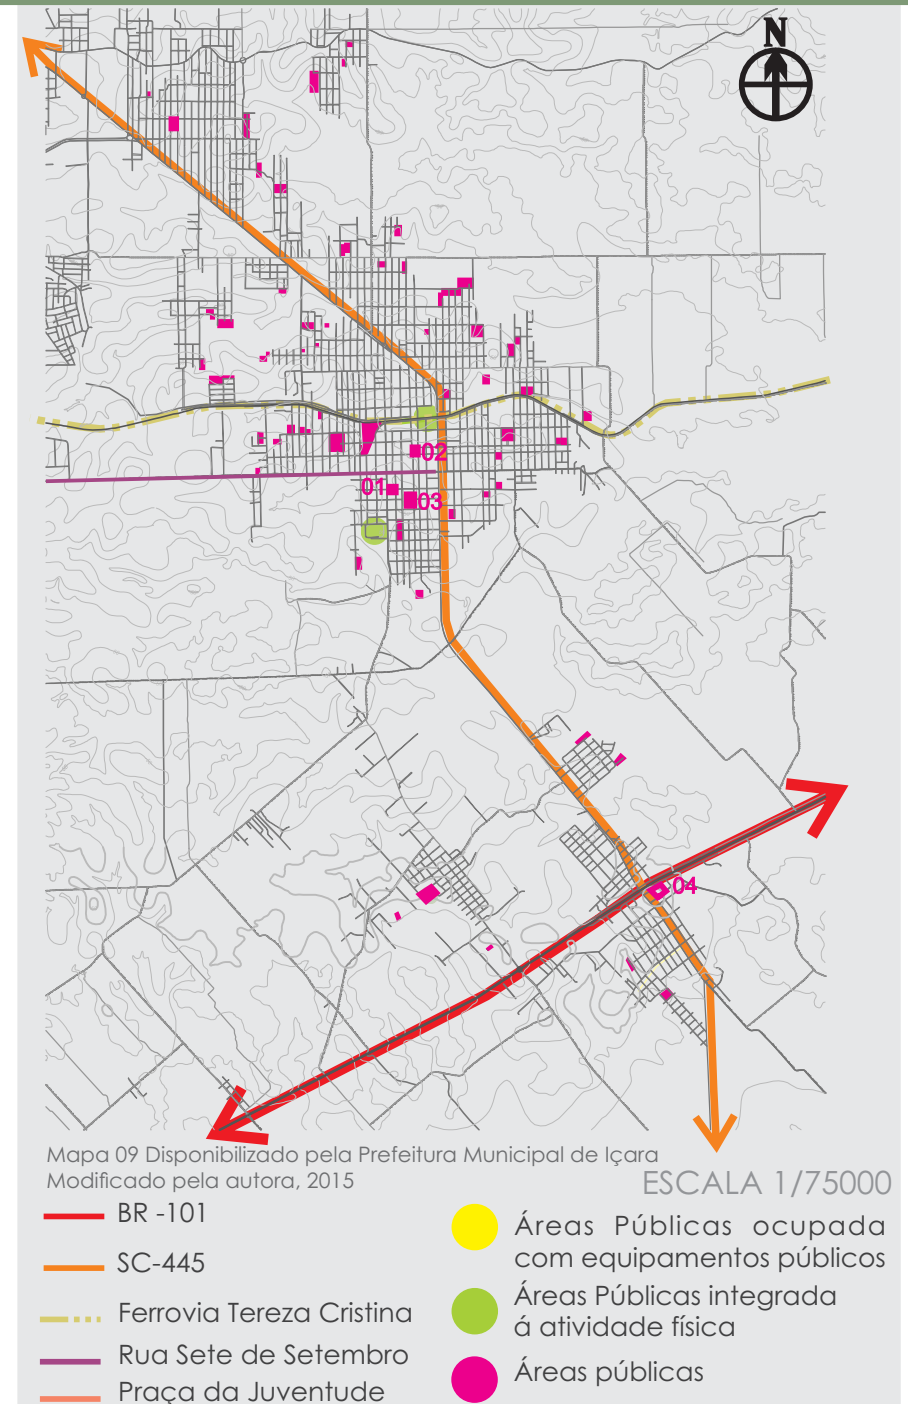 N
02
01
03
04
Mapa 09 Disponibilizado pela Prefeitura Municipal de Içara
Modificado pela autora, 2015
ESCALA 1/75000
BR -101
SC-445
Ferrovia Tereza Cristina
Rua Sete de Setembro
Praça da Juventude
Áreas Públicas ocupada
com equipamentos públicos
Áreas Públicas integrada
á atividade física
Áreas públicas